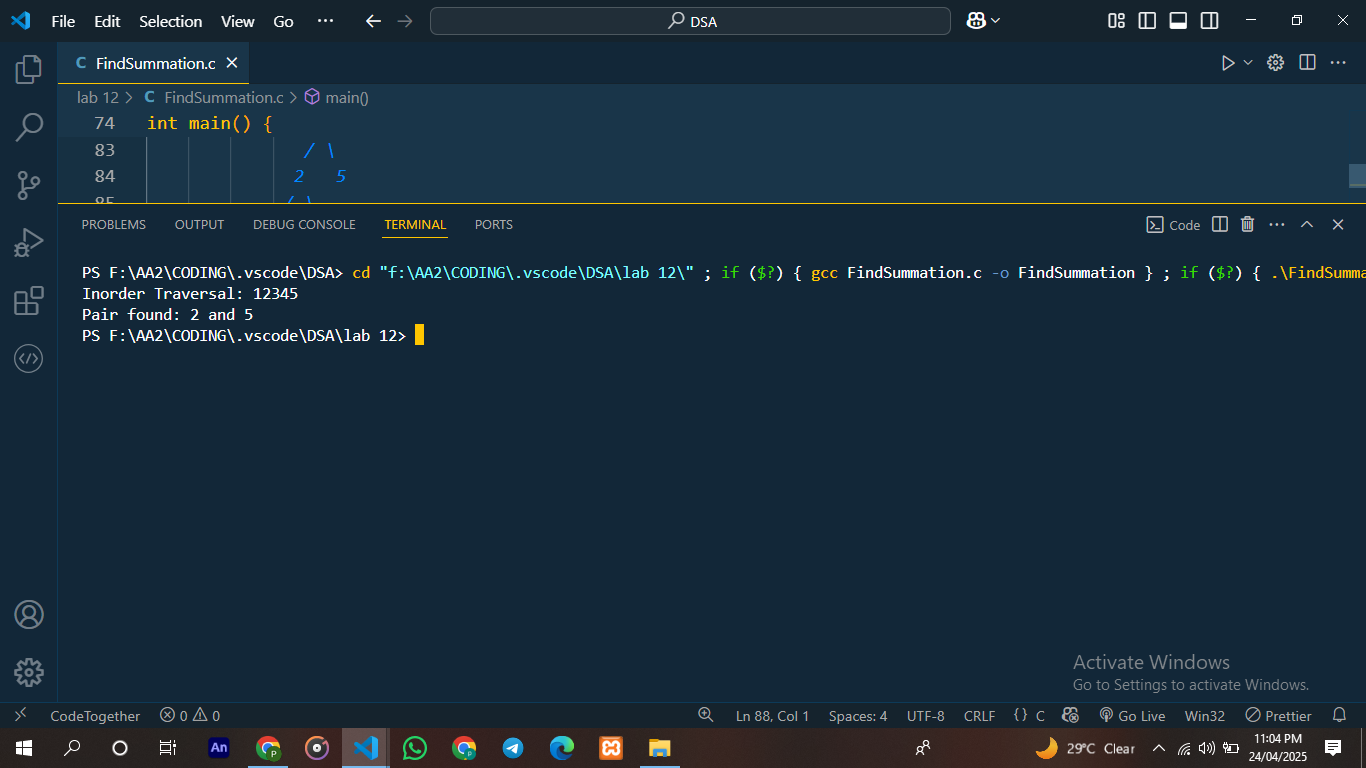 File Edit Selection View Go ··· DSA
C FindSummation.c
lab 12 > C FindSummation.c > main()
74 int main() {
83 / \
84 2 5
85 / \
PROBLEMS OUTPUT DEBUG CONSOLE TERMINAL PORTS Code
PS F:\AA2\CODING\.vscode\DSA> cd "f:\AA2\CODING\.vscode\DSA\lab 12\" ; if ($?) { gcc FindSummation.c -o FindSummation } ; if ($?) { .\FindSumma
Inorder Traversal: 12345
Pair found: 2 and 5
PS F:\AA2\CODING\.vscode\DSA\lab 12>
Activate Windows
Go to Settings to activate Windows.
CodeTogether 0 0 Ln 88, Col 1 Spaces: 4 UTF-8 CRLF {} C Go Live Win32 Prettier
An P P 29°C Clear 11:04 PM
24/04/2025